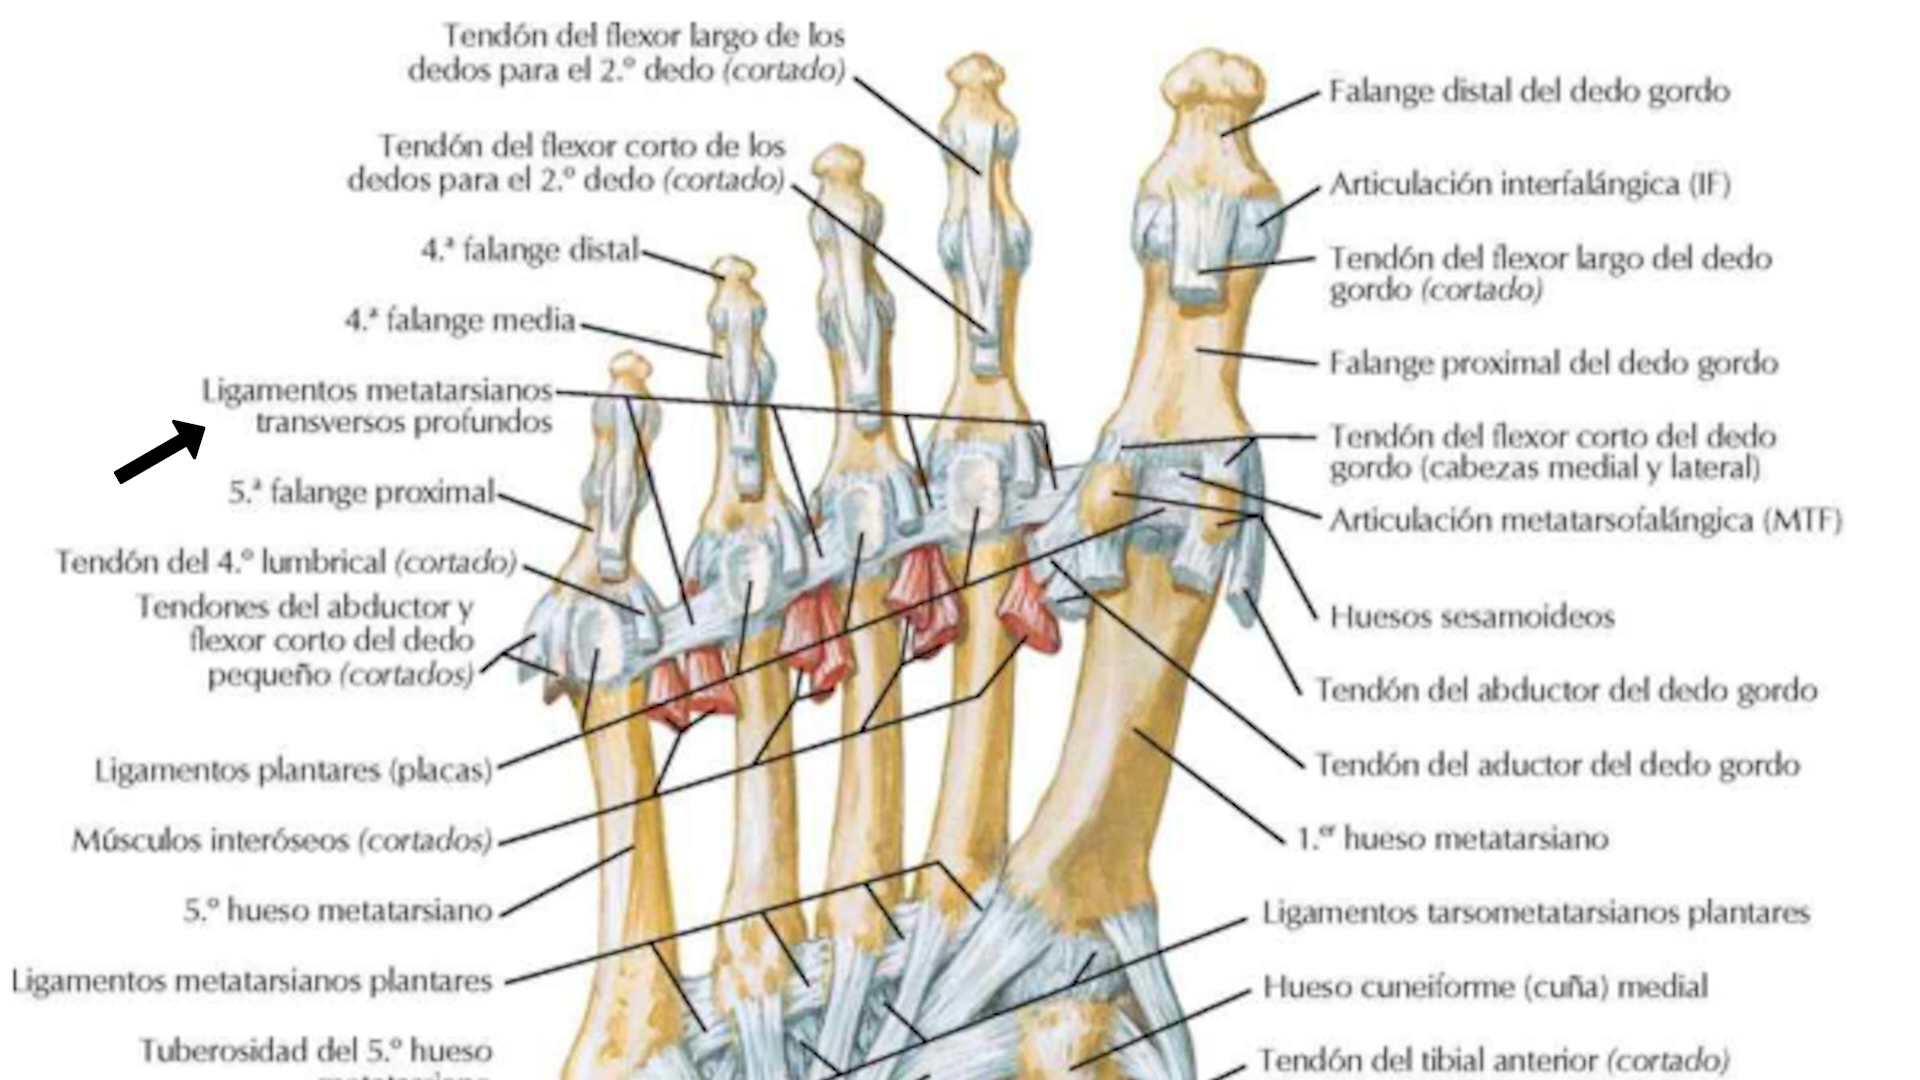 Tendón del flexor largo de los
dedos para el 2.º dedo (cortado)
Tendón del flexor corto de los
dedos para el 2.º dedo (cortado)
4.ª falange distal
4.ª falange media
Ligamentos metatarsianos
transversos profundos
5.ª falange proximal
Tendón del 4.º lumbrical (cortado)
Tendones del abductor y
flexor corto del dedo
pequeño (cortados)
Ligamentos plantares (placas)
Músculos interóseos (cortados)
5.º hueso metatarsiano
Ligamentos metatarsianos plantares
Tuberosidad del 5.º hueso
Falange distal del dedo gordo
Articulación interfalángica (IF)
Tendón del flexor largo del dedo
gordo (cortado)
Falange proximal del dedo gordo
Tendón del flexor corto del dedo
gordo (cabezas medial y lateral)
Articulación metatarsofalángica (MTF)
Huesos sesamoideos
Tendón del abductor del dedo gordo
Tendón del aductor del dedo gordo
1.er hueso metatarsiano
Ligamentos tarsometatarsianos plantares
Hueso cuneiforme (cuña) medial
Tendón del tibial anterior (cortado)